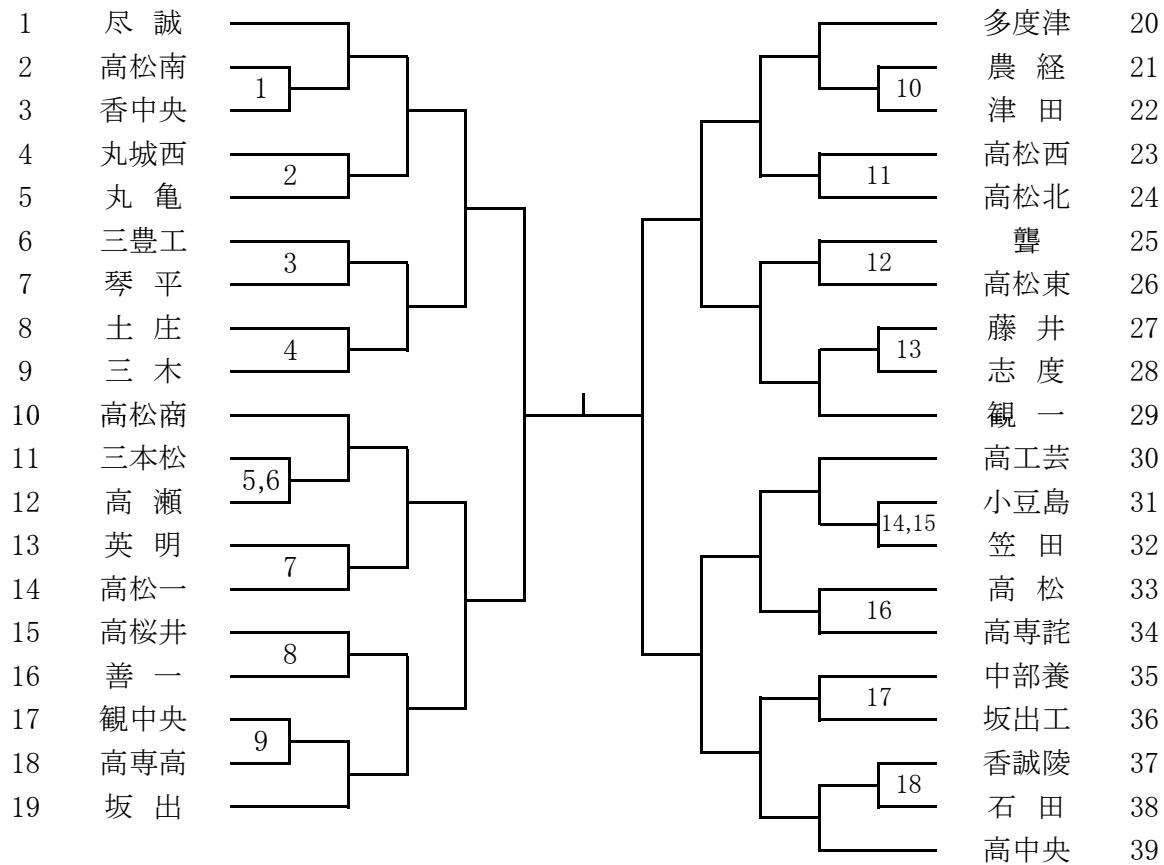 1 尽 誠
2 高松南
1
3 香中央
4 丸城西
2
5 丸 亀
6 三豊工
3
7 琴 平
8 土 庄
4
9 三 木
10 高松商
11 三本松
5,6
12 高 瀬
13 英 明
7
14 高松一
15 高桜井
8
16 善 一
17 観中央
9
18 高専高
19 坂 出
多度津 20
農 経 21
10
津 田 22
高松西 23
11
高松北 24
聾 25
12
高松東 26
藤 井 27
13
志 度 28
観 一 29
高工芸 30
小豆島 31
14,15
笠 田 32
高 松 33
16
高専詫 34
中部養 35
17
坂出工 36
香誠陵 37
18
石 田 38
高中央 39